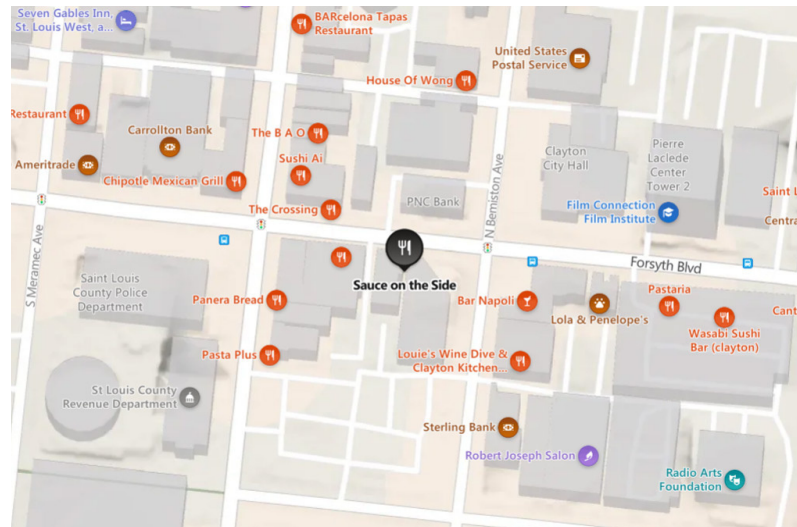 Seven Gables Inn,
St. Louis West, a...
BARcelona Tapas
Restaurant
United States
Postal Service
House Of Wong
Restaurant
Carrollton Bank
The B A O
Clayton
City Hall
Pierre
Laclede
Center
Tower 2
Ameritrade
Sushi Ai
Chipotle Mexican Grill
N Bemiston Ave
Saint L
The Crossing
PNC Bank
Film Connection
Film Institute
Centra
S Meramec Ave
Forsyth Blvd
Saint Louis
County Police
Department
Sauce on the Side
Panera Bread
Bar Napoli
Lola & Penelope's
Pastaria
Cant
Wasabi Sushi
Bar (clayton)
Pasta Plus
Louie's Wine Dive &
Clayton Kitchen...
St Louis County
Revenue Department
Sterling Bank
Robert Joseph Salon
Radio Arts
Foundation